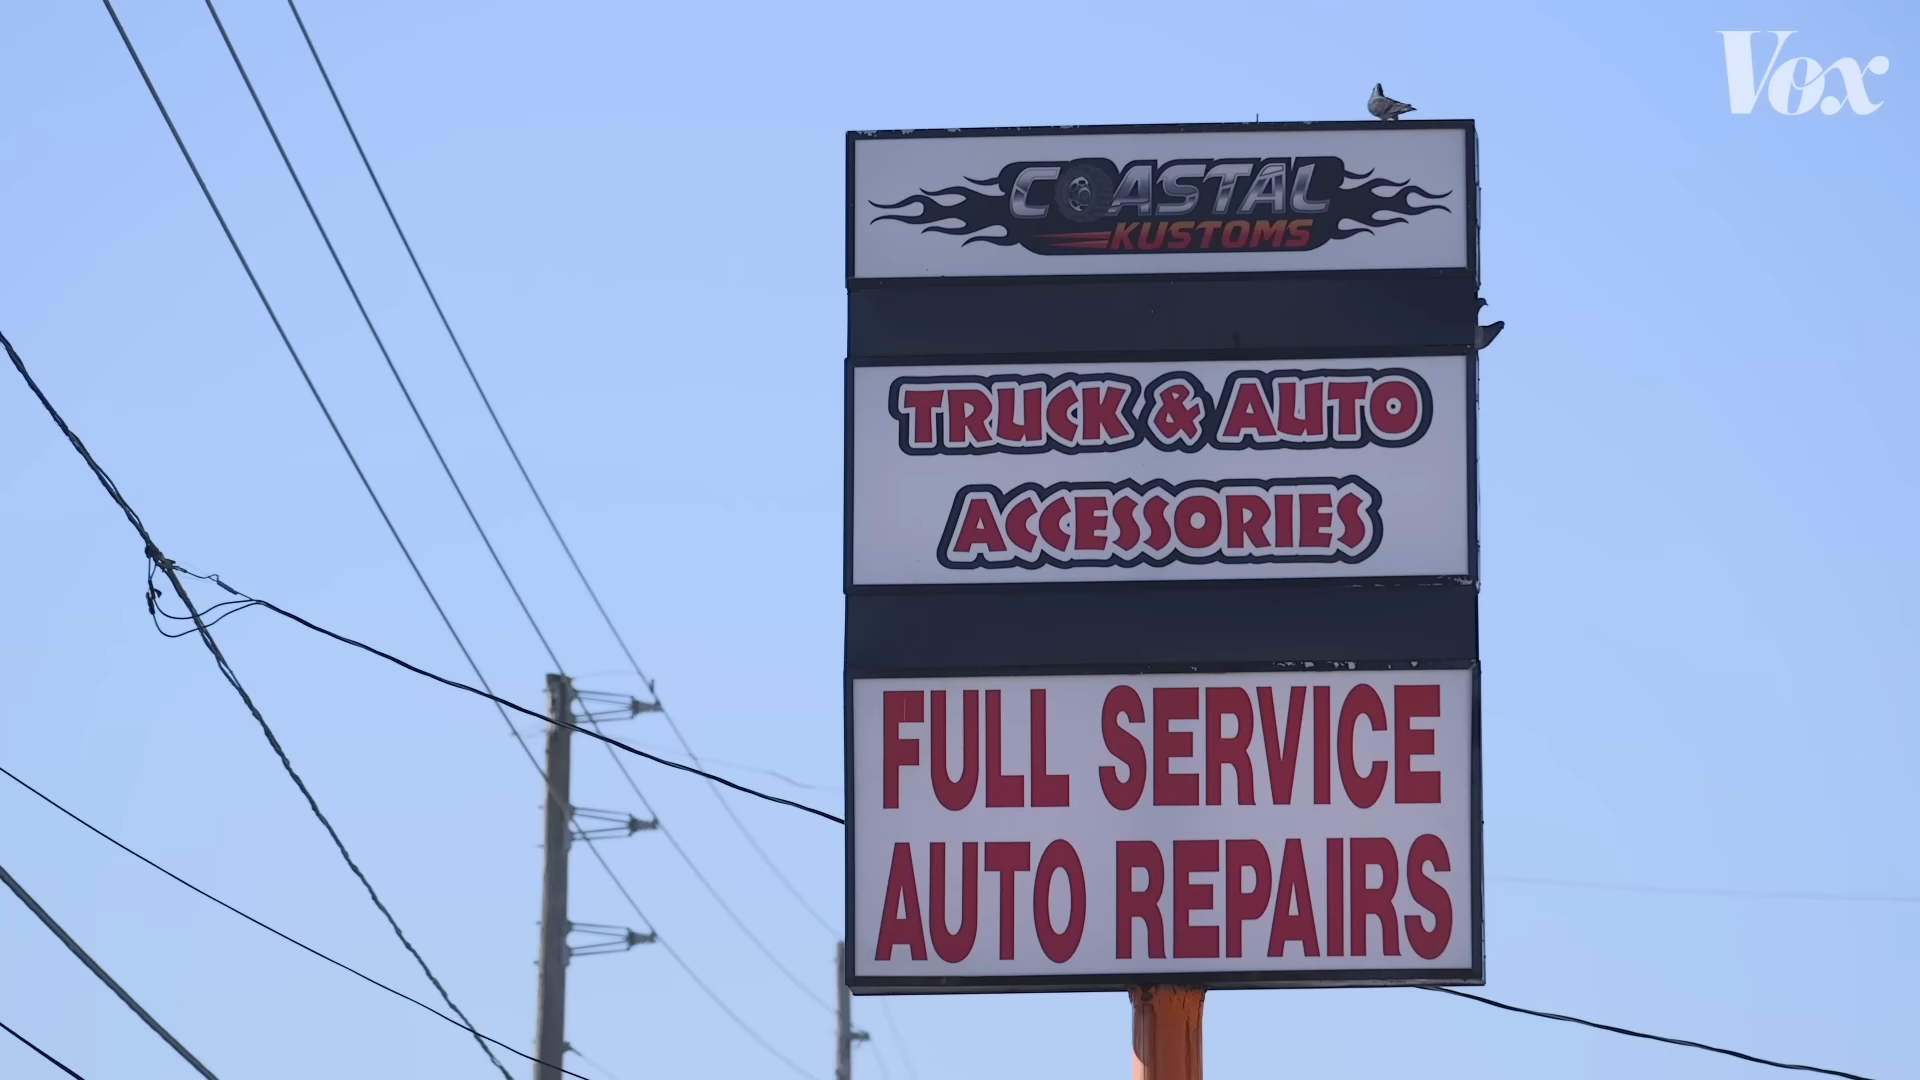 Vox
COASTAL
KUSTOMS
TRUCK & AUTO
ACCESSORIES
FULL SERVICE
AUTO REPAIRS